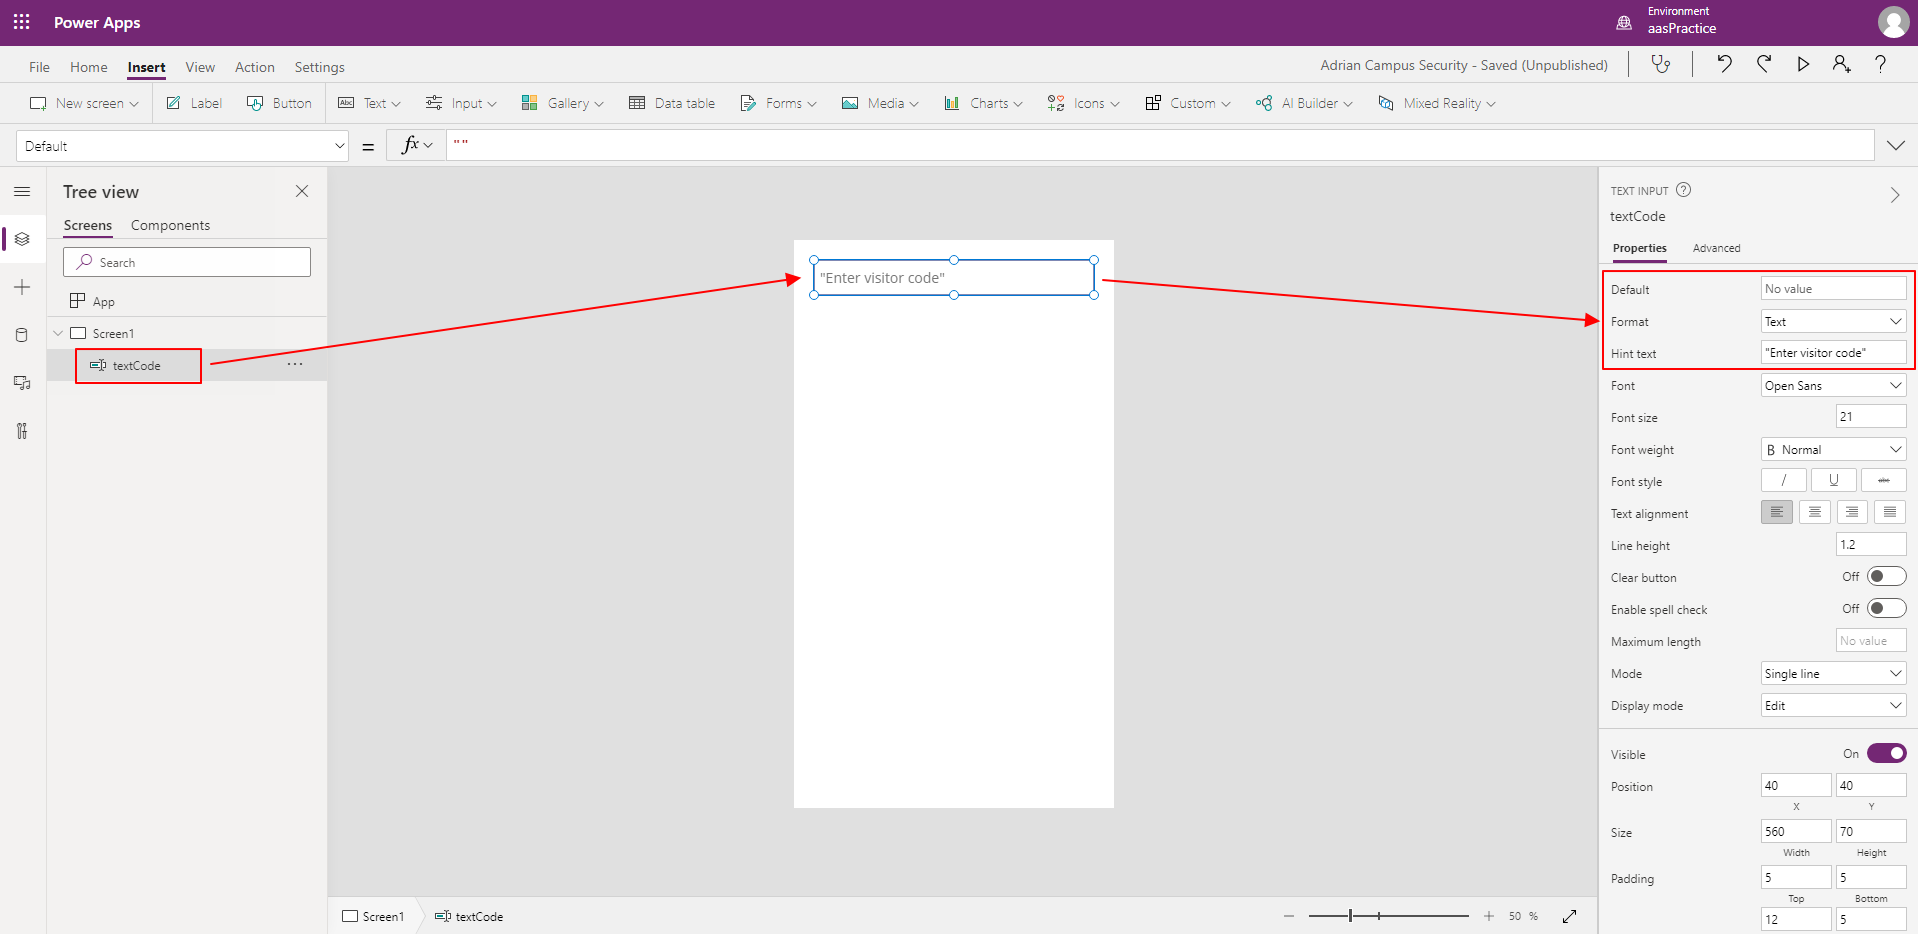 Power Apps
Environment
aasPractice
File Home Insert View Action Settings
Adrian Campus Security - Saved (Unpublished)
New screen Label Button Text Input Gallery Data table Forms Media Charts Icons Custom AI Builder Mixed Reality
Default = fx ""
Tree view
Screens Components
Search
App
Screen1
textCode ...
"Enter visitor code"
TEXT INPUT
textCode
Properties Advanced
Default No value
Format Text
Hint text "Enter visitor code"
Font Open Sans
Font size 21
Font weight B Normal
Font style / U abc
Text alignment
Line height 1.2
Clear button Off
Enable spell check Off
Maximum length No value
Mode Single line
Display mode Edit
Visible On
Position 40 40
X Y
Size 560 70
Width Height
Padding 5 5
Top Bottom
12 5
Screen1 textCode
50 %